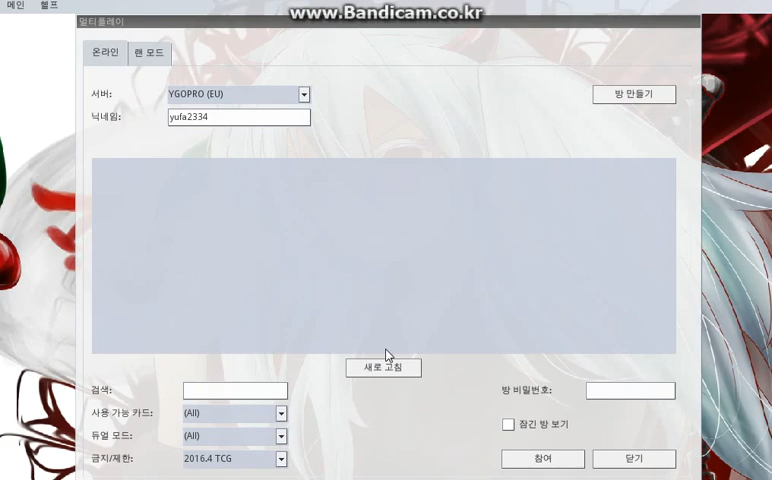 www.Bandicam.co.kr
메인 헬프
멀티플레이
온라인 랜 모드
서버: YGOPRO (EU) 방 만들기
닉네임: yufa2334
새로 고침
검색: 방 비밀번호:
사용 가능 카드: (All) 잠긴 방 보기
듀얼 모드: (All)
금지/제한: 2016.4 TCG 참여 닫기